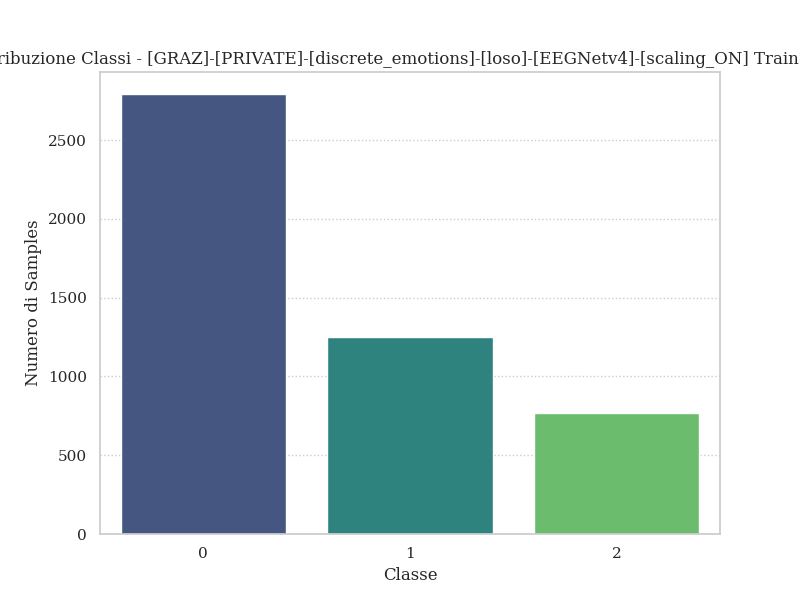 ribuzione Classi - [GRAZ]-[PRIVATE]-[discrete_emotions]-[loso]-[EEGNetv4]-[scaling_ON] Train
Numero di Samples
2500
2000
1500
1000
500
0
0 1 2
Classe